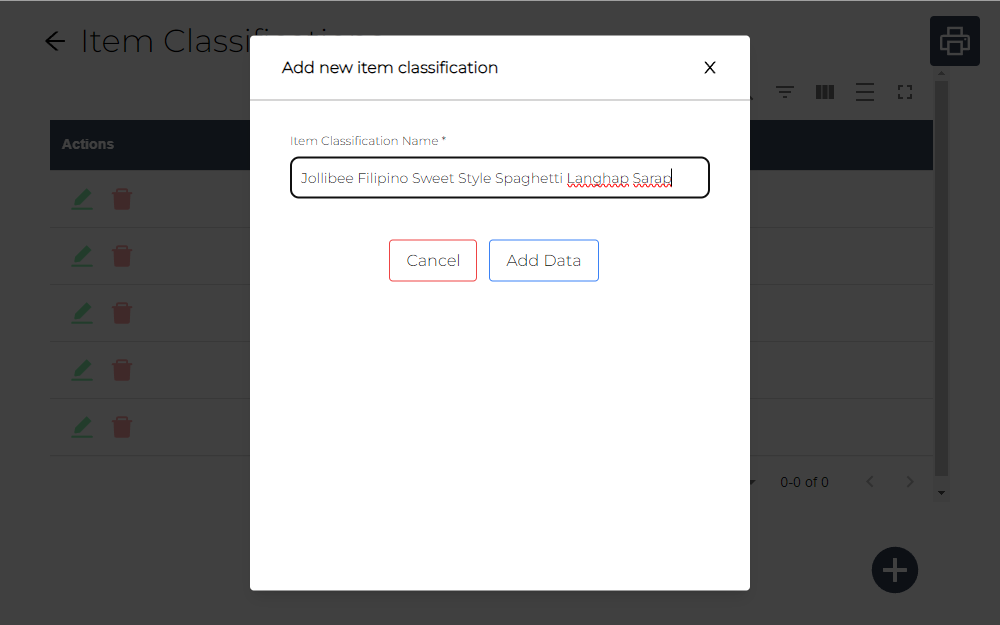 Item Classifications
Add new item classification
X
Actions
Item Classification Name *
Jollibee Filipino Sweet Style Spaghetti Langhap Sarap
Cancel
Add Data
0-0 of 0